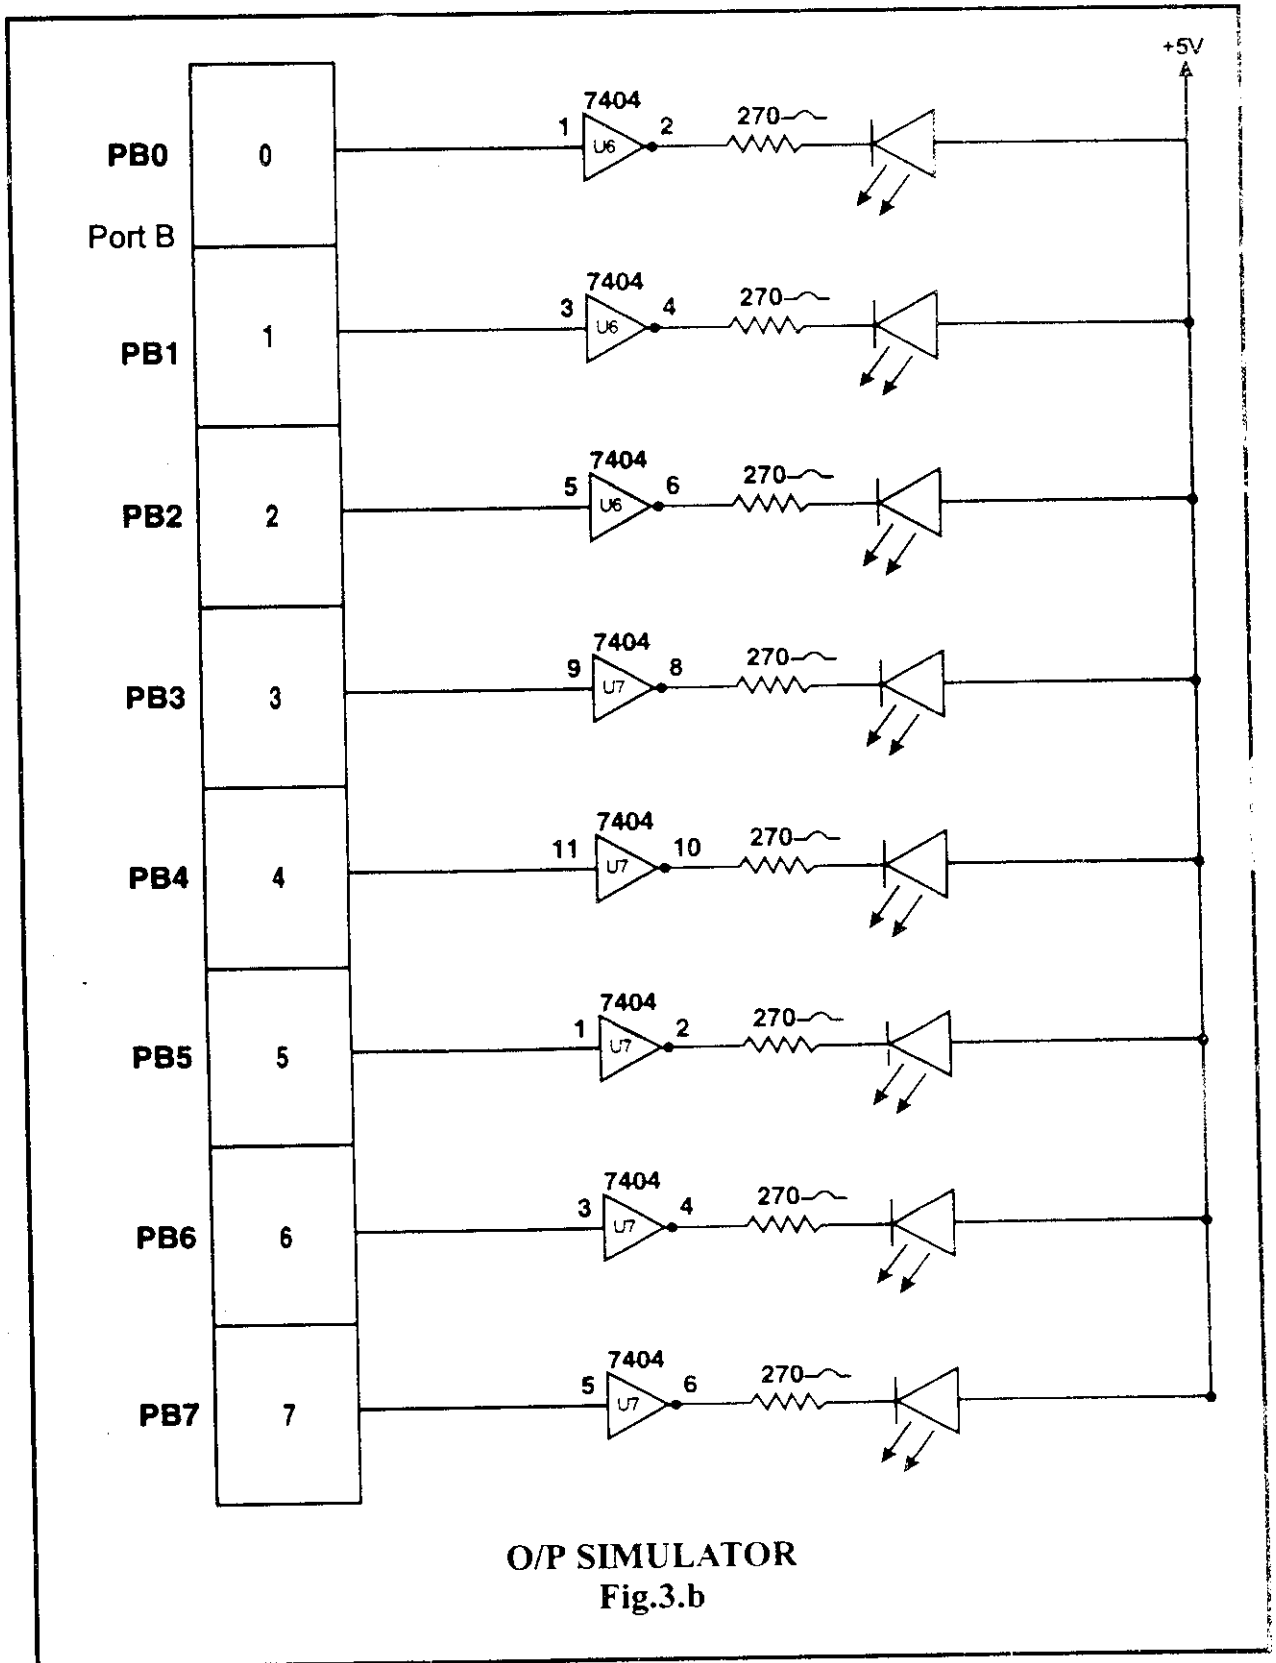 +5V
7404
1 2 270
PB0 0 U6
Port B
7404
3 4 270
PB1 1 U6
7404
5 6 270
PB2 2 U6
7404
9 8 270
PB3 3 U7
7404
11 10 270
PB4 4 U7
7404
1 2 270
PB5 5 U7
7404
3 4 270
PB6 6 U7
7404
5 6 270
PB7 7 U7
O/P SIMULATOR
Fig.3.b